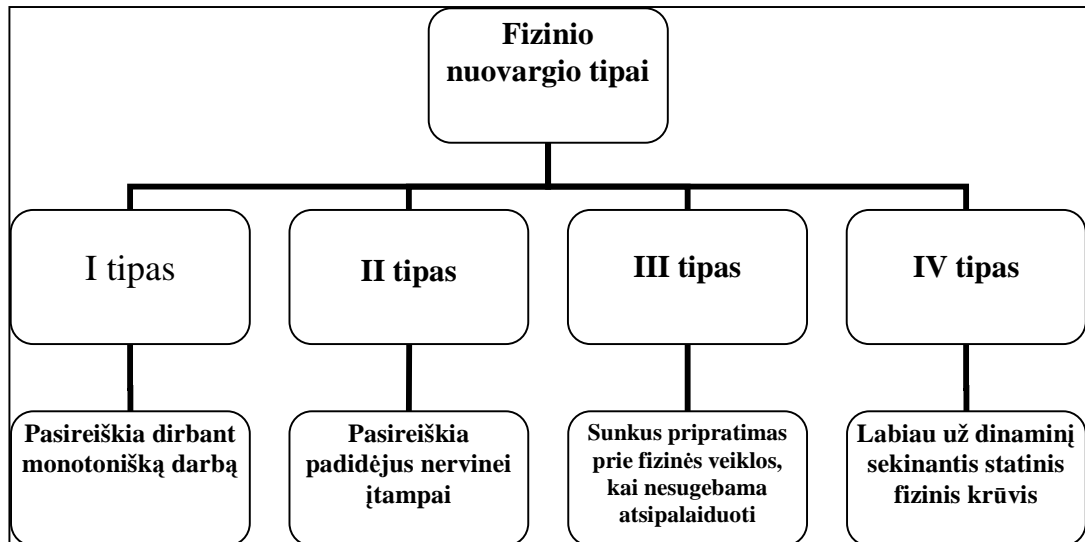 Fizinio
nuovargio tipai
I tipas
II tipas
III tipas
IV tipas
Pasireiškia dirbant
monotonišką darbą
Pasireiškia
padidėjus nervinei
įtampai
Sunkus pripratimas
prie fizinės veiklos,
kai nesugebama
atsipalaiduoti
Labiau už dinaminį
sekinantis statinis
fizinis krūvis